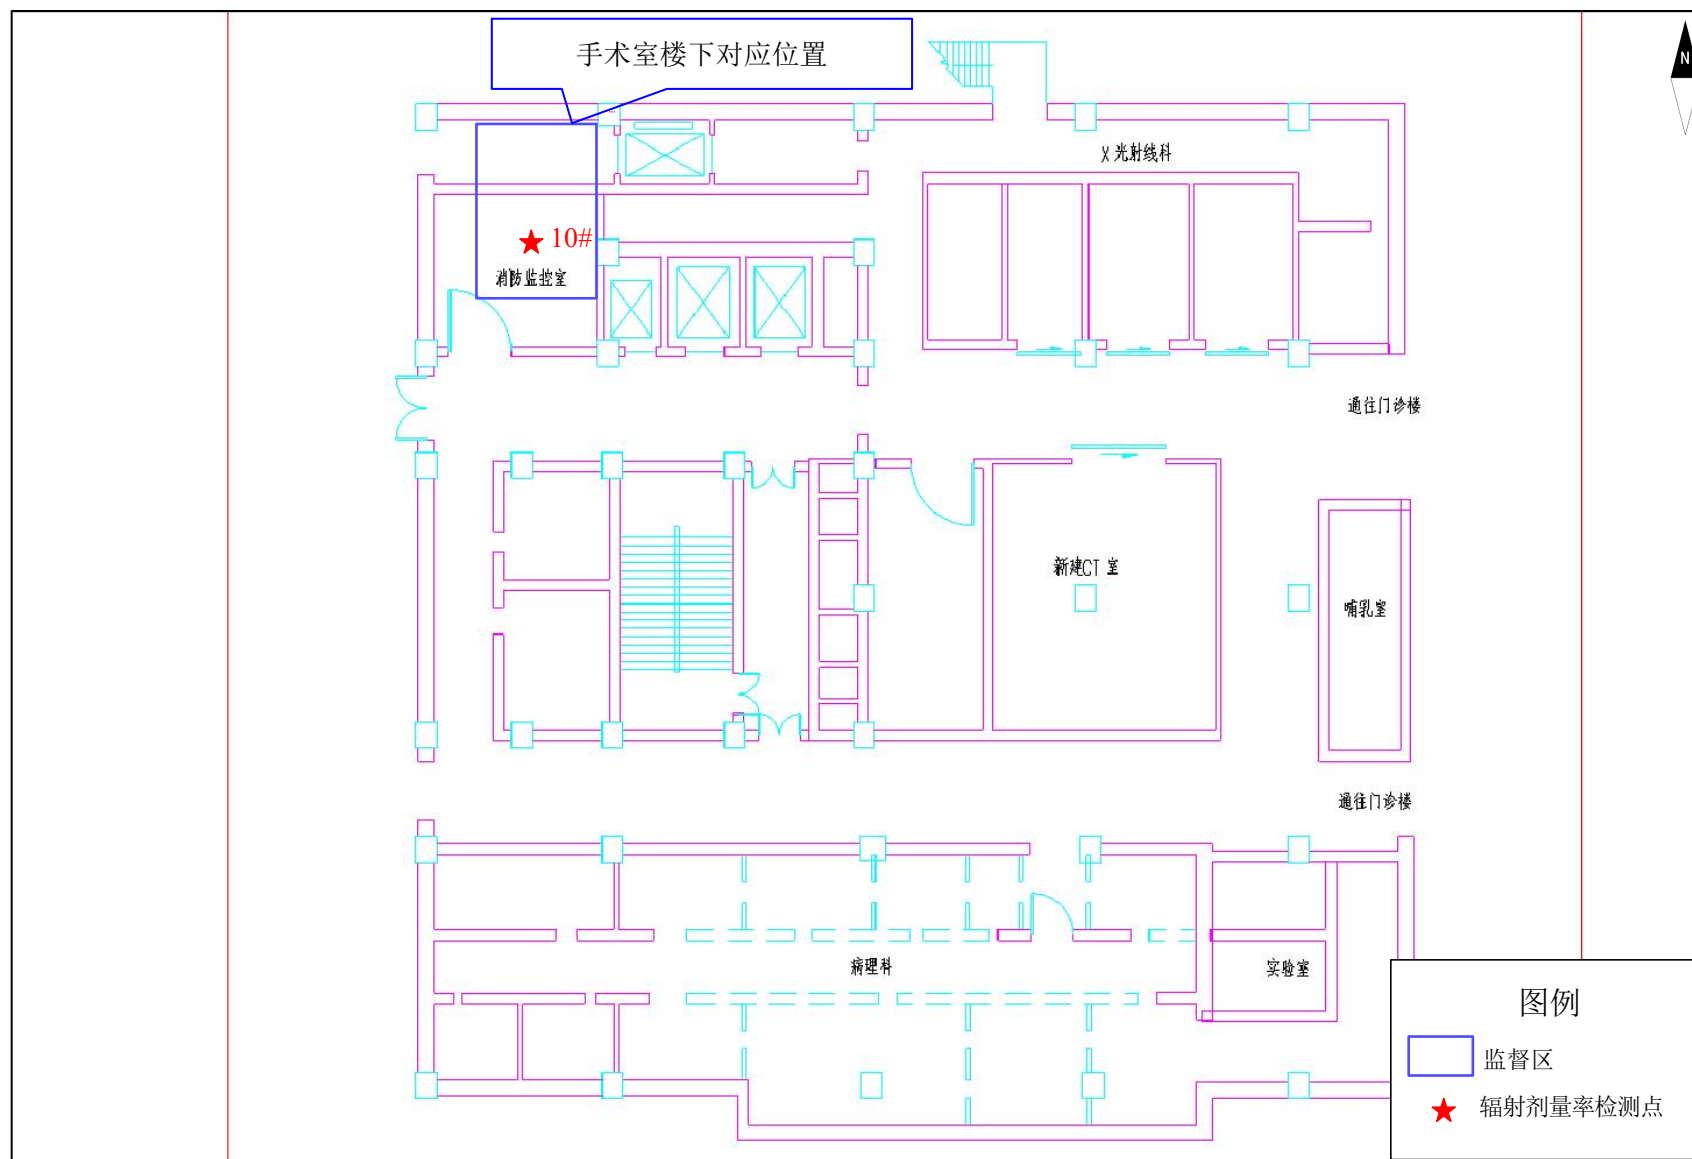 手术室楼下对应位置
N
X 光射线科
10#
消防监控室
通往门诊楼
新建CT 室
哺乳室
通往门诊楼
病理科
实验室
图例
监督区
辐射剂量率检测点